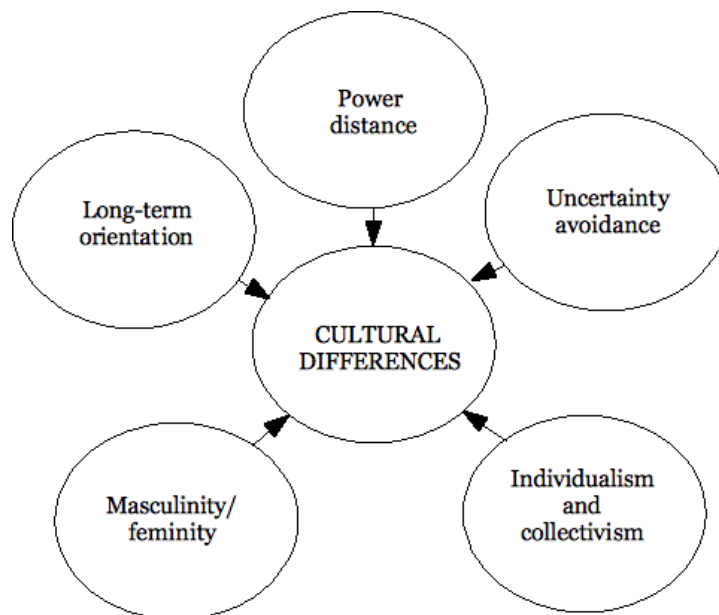 Power
distance
Long-term
orientation
Uncertainty
avoidance
CULTURAL
DIFFERENCES
Masculinity/
feminity
Individualism
and
collectivism